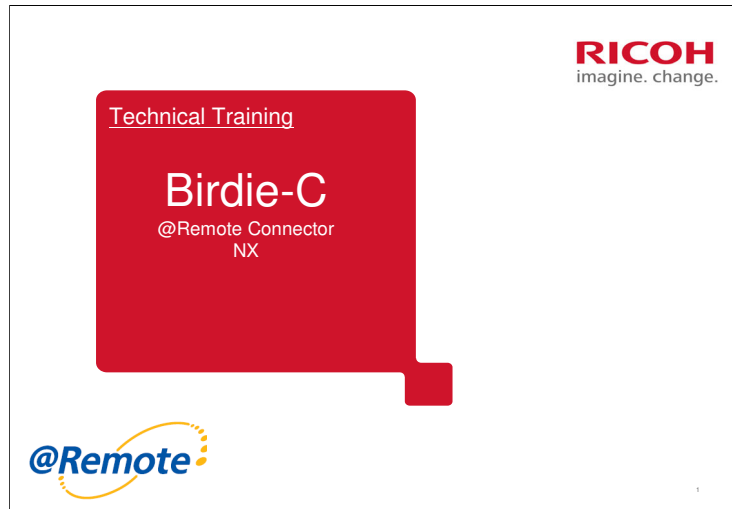 RICOH
imagine. change.
Technical Training
Birdie-C
@Remote Connector
NX
@Remote
1